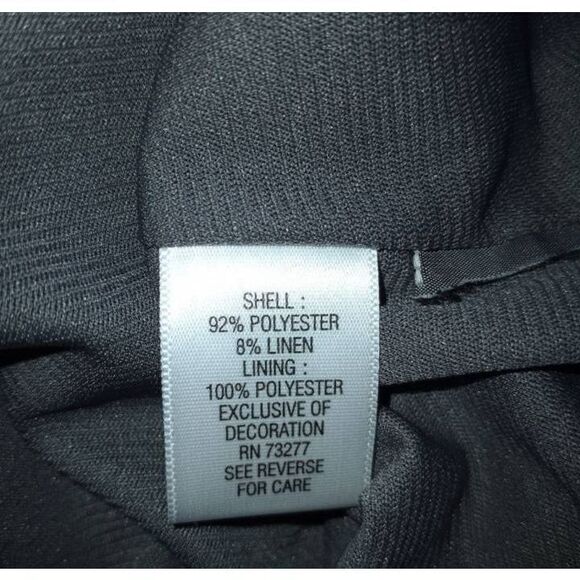 SHELL :
92% POLYESTER
8% LINEN
LINING :
100% POLYESTER
EXCLUSIVE OF
DECORATION
RN 73277
SEE REVERSE
FOR CARE